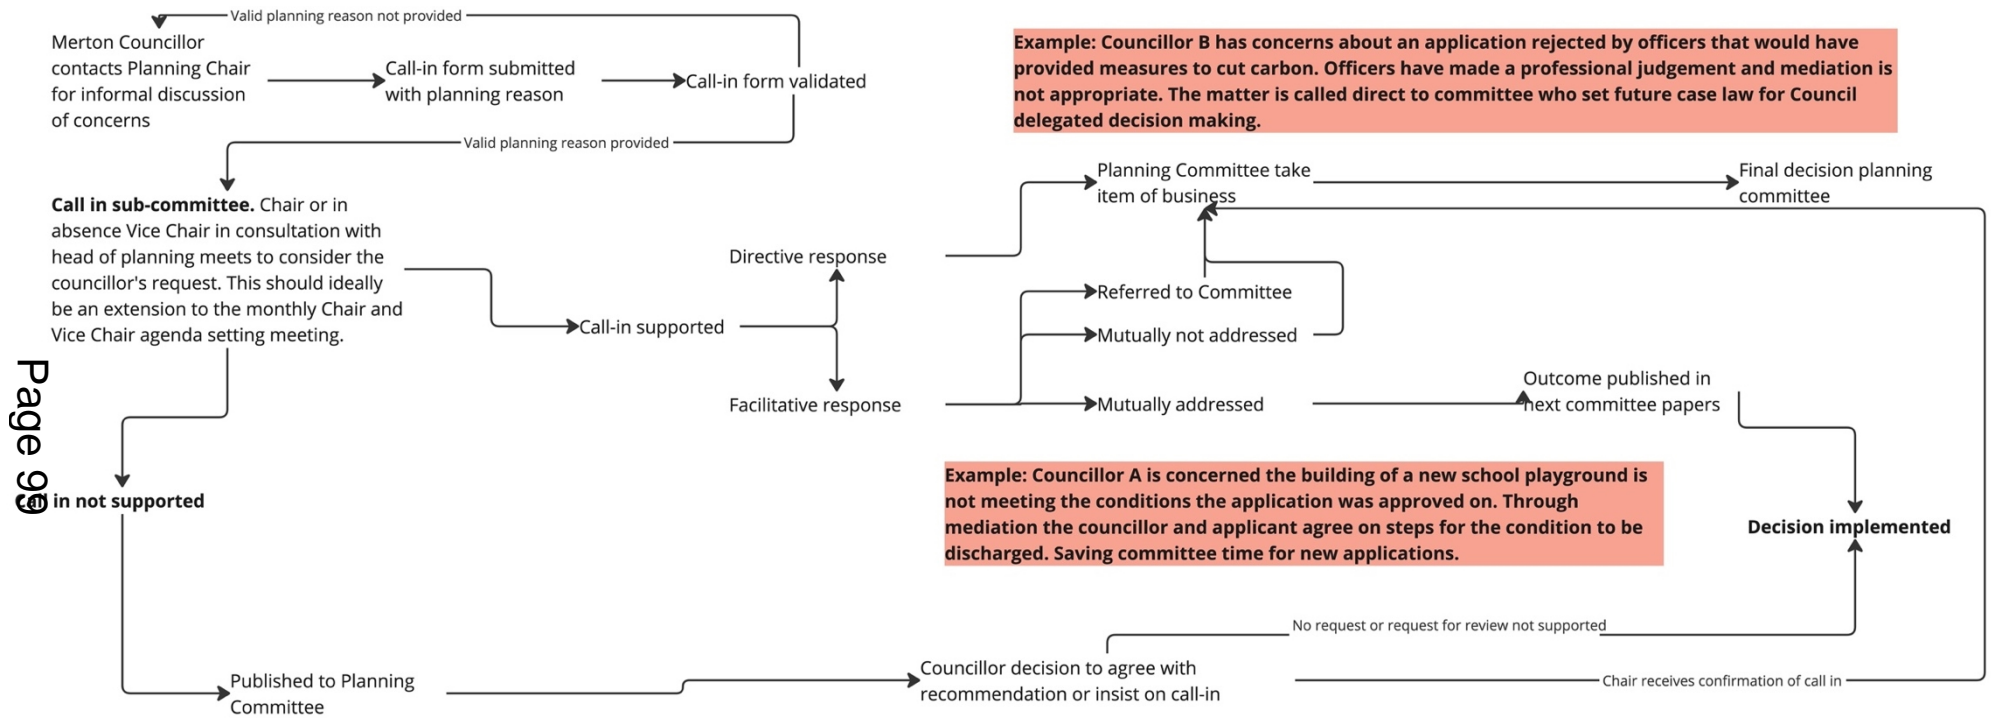 Valid planning reason not provided
Merton Councillor
contacts Planning Chair
for informal discussion
of concerns
Call-in form submitted
with planning reason
Call-in form validated
Valid planning reason provided
Example: Councillor B has concerns about an application rejected by officers that would have
provided measures to cut carbon. Officers have made a professional judgement and mediation is
not appropriate. The matter is called direct to committee who set future case law for Council
delegated decision making.
Call in sub-committee. Chair or in
absence Vice Chair in consultation with
head of planning meets to consider the
councillor's request. This should ideally
be an extension to the monthly Chair and
Vice Chair agenda setting meeting.
Call-in supported
Directive response
Facilitative response
Planning Committee take
item of business
Final decision planning
committee
Referred to Committee
Mutually not addressed
Mutually addressed
Outcome published in
next committee papers
Example: Councillor A is concerned the building of a new school playground is
not meeting the conditions the application was approved on. Through
mediation the councillor and applicant agree on steps for the condition to be
discharged. Saving committee time for new applications.
Decision implemented
Page 99
Call in not supported
Published to Planning
Committee
Councillor decision to agree with
recommendation or insist on call-in
No request or request for review not supported
Chair receives confirmation of call in